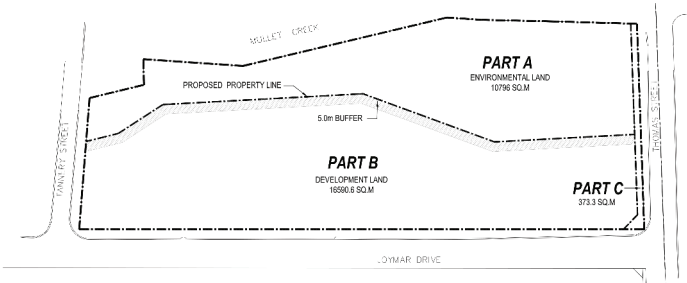 MULLET CREEK
PART A
ENVIRONMENTAL LAND
10796 SQ.M
PROPOSED PROPERTY LINE
5.0m BUFFER
TANNERY STREET
THOMAS STREET
PART B
DEVELOPMENT LAND
16590.6 SQ.M
PART C
373.3 SQ.M
JOYMAR DRIVE